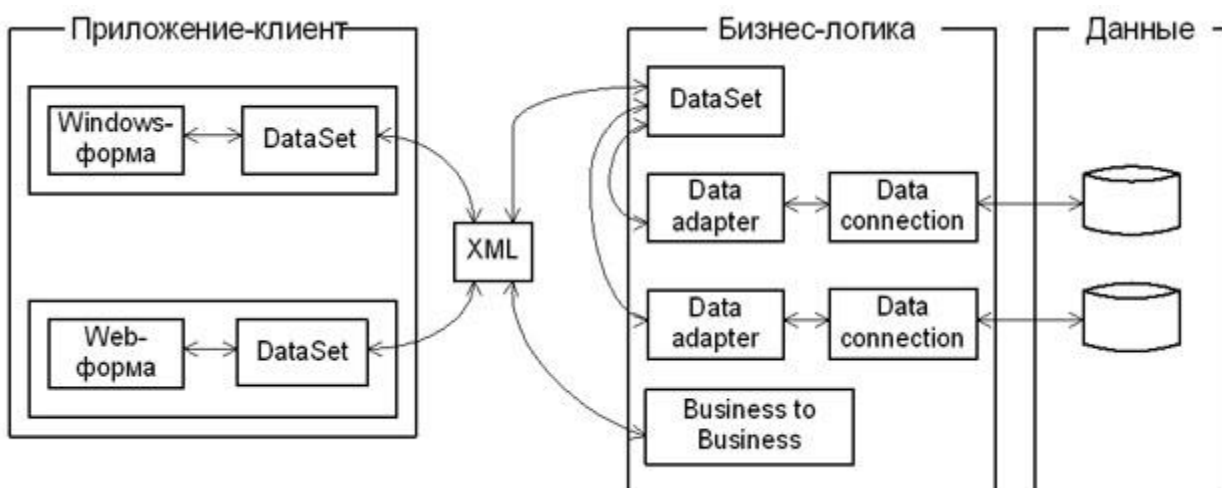 Приложение-клиент
Windows-
форма
DataSet
Web-
форма
DataSet
XML
Бизнес-логика
DataSet
Data
adapter
Data
connection
Data
adapter
Data
connection
Business to
Business
Данные